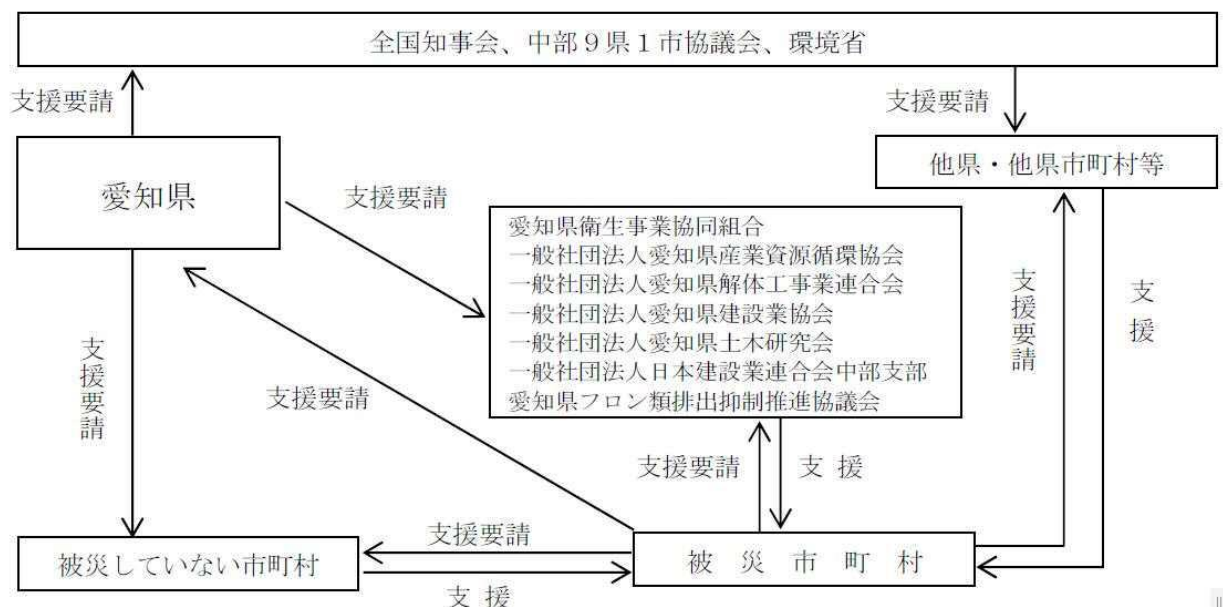 全国知事会、中部９県１市協議会、環境省
支援要請
支援要請
愛知県
他県・他県市町村等
支援要請
愛知県衛生事業協同組合
一般社団法人愛知県産業資源循環協会
一般社団法人愛知県解体工事業連合会
一般社団法人愛知県建設業協会
一般社団法人愛知県土木研究会
一般社団法人日本建設業連合会中部支部
愛知県フロン類排出抑制推進協議会
支援要請
支援
支援要請
支援要請
支援要請
支 援
支援要請
被災していない市町村
被 災 市 町 村
支 援